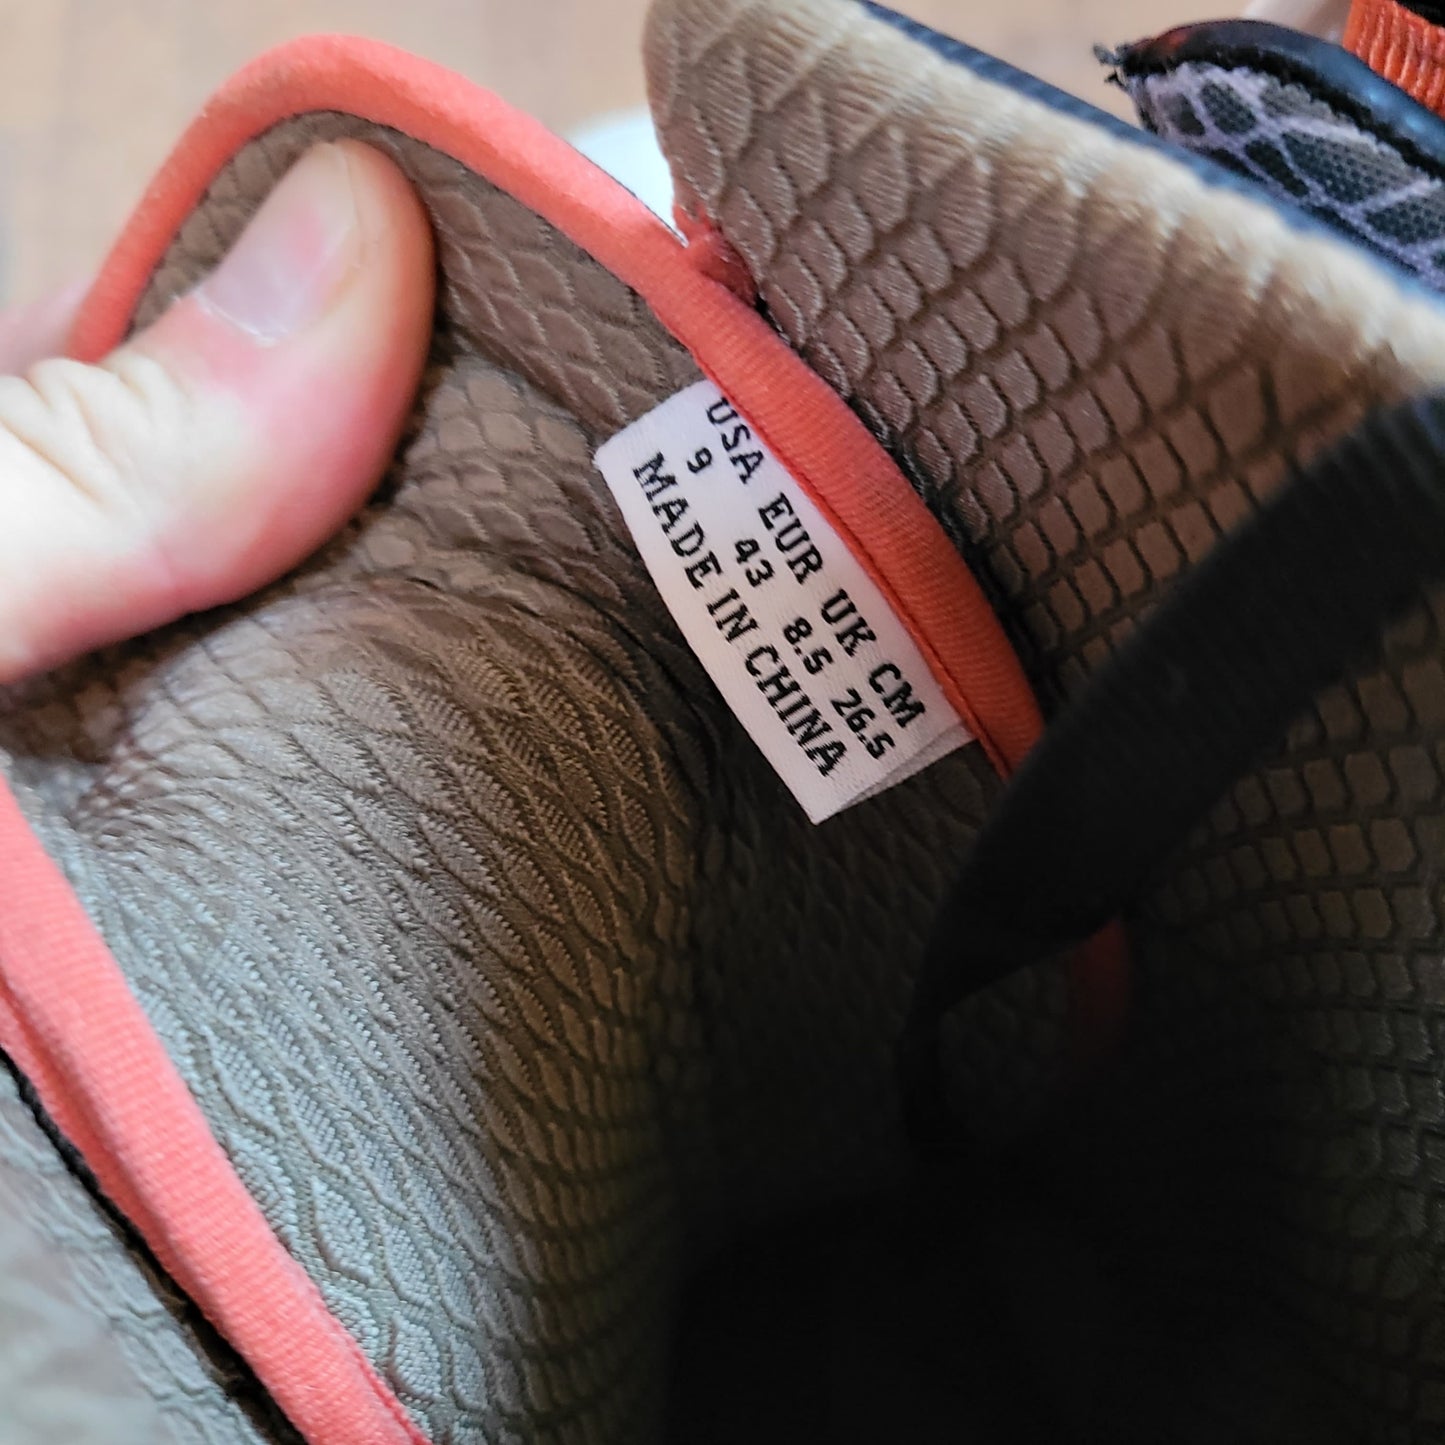 USA EUR UK CM
9 43 8.5 26.5
MADE IN CHINA